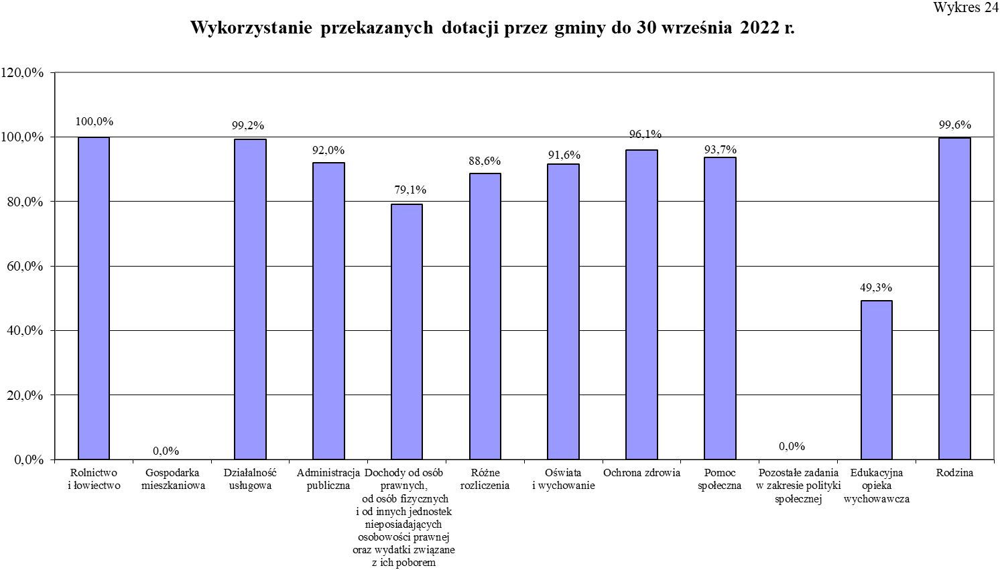 Wykres 24
Wykorzystanie przekazanych dotacji przez gminy do 30 września 2022 r.
120,0%
100,0%
80,0%
60,0%
40,0%
20,0%
0,0%
100,0%
0,0%
99,2%
92,0%
79,1%
88,6%
91,6%
96,1%
93,7%
0,0%
49,3%
99,6%
Rolnictwo
i łowiectwo
Gospodarka
mieszkaniowa
Działalność
usługowa
Administracja
publiczna
Dochody od osób
prawnych,
od osób fizycznych
i od innych jednostek
nieposiadających
osobowości prawnej
oraz wydatki związane
z ich poborem
Różne
rozliczenia
Oświata
i wychowanie
Ochrona zdrowia
Pomoc
społeczna
Pozostałe zadania
w zakresie polityki
społecznej
Edukacyjna
opieka
wychowawcza
Rodzina